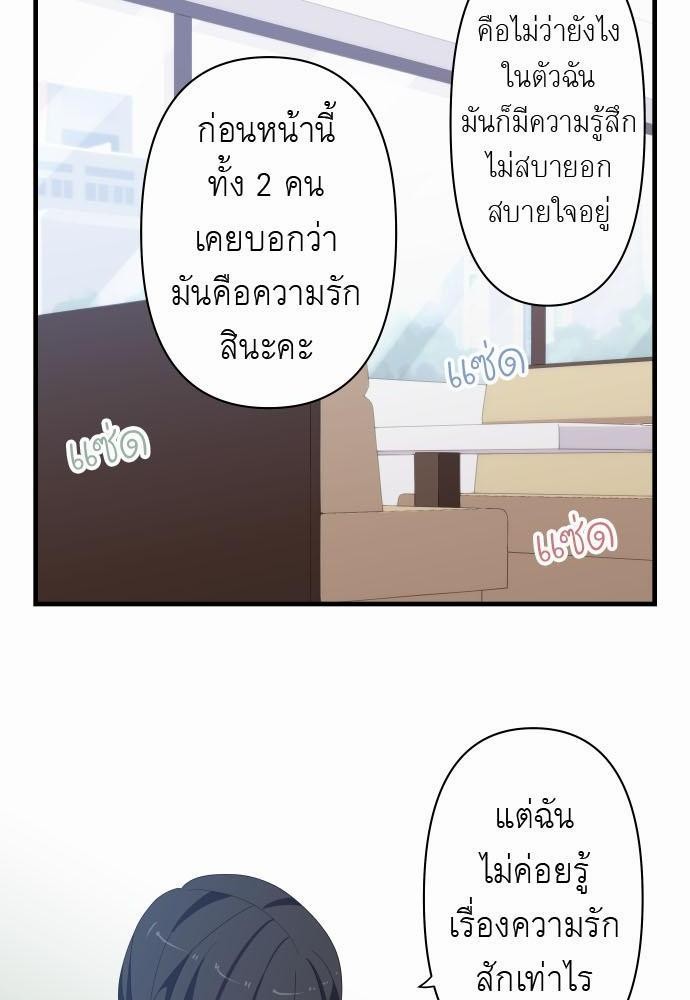 คือไม่ว่ายังไง
ในตัวฉัน
มันก็มีความรู้สึก
ไม่สบายอก
สบายใจอยู่
ก่อนหน้านี้
ทั้ง 2 คน
เคยบอกว่า
มันคือความรัก
สินะคะ
แซ่ด
แซ่ด
แซ่ด
แต่ฉัน
ไม่ค่อยรู้
เรื่องความรัก
สักเท่าไร